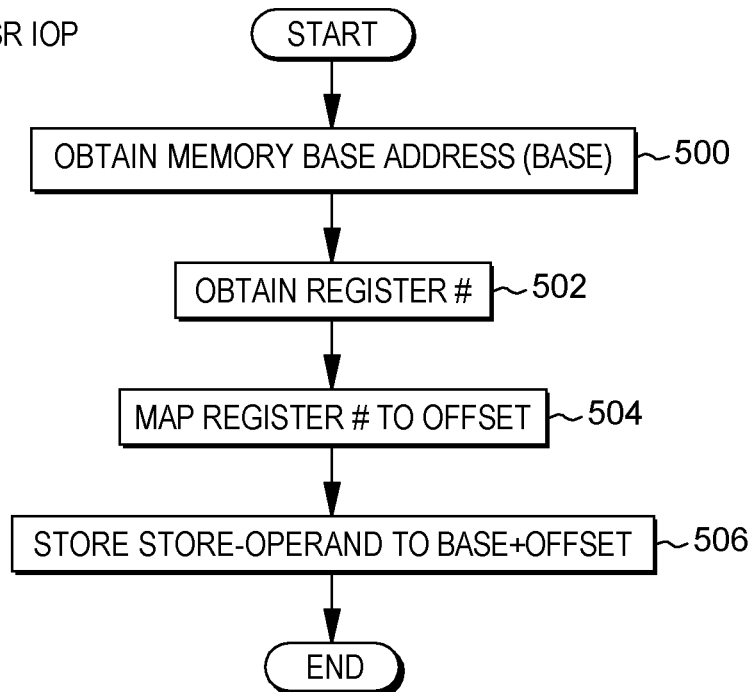 IOP
START
OBTAIN MEMORY BASE ADDRESS (BASE) 500
OBTAIN REGISTER # 502
MAP REGISTER # TO OFFSET 504
STORE STORE-OPERAND TO BASE+OFFSET 506
END